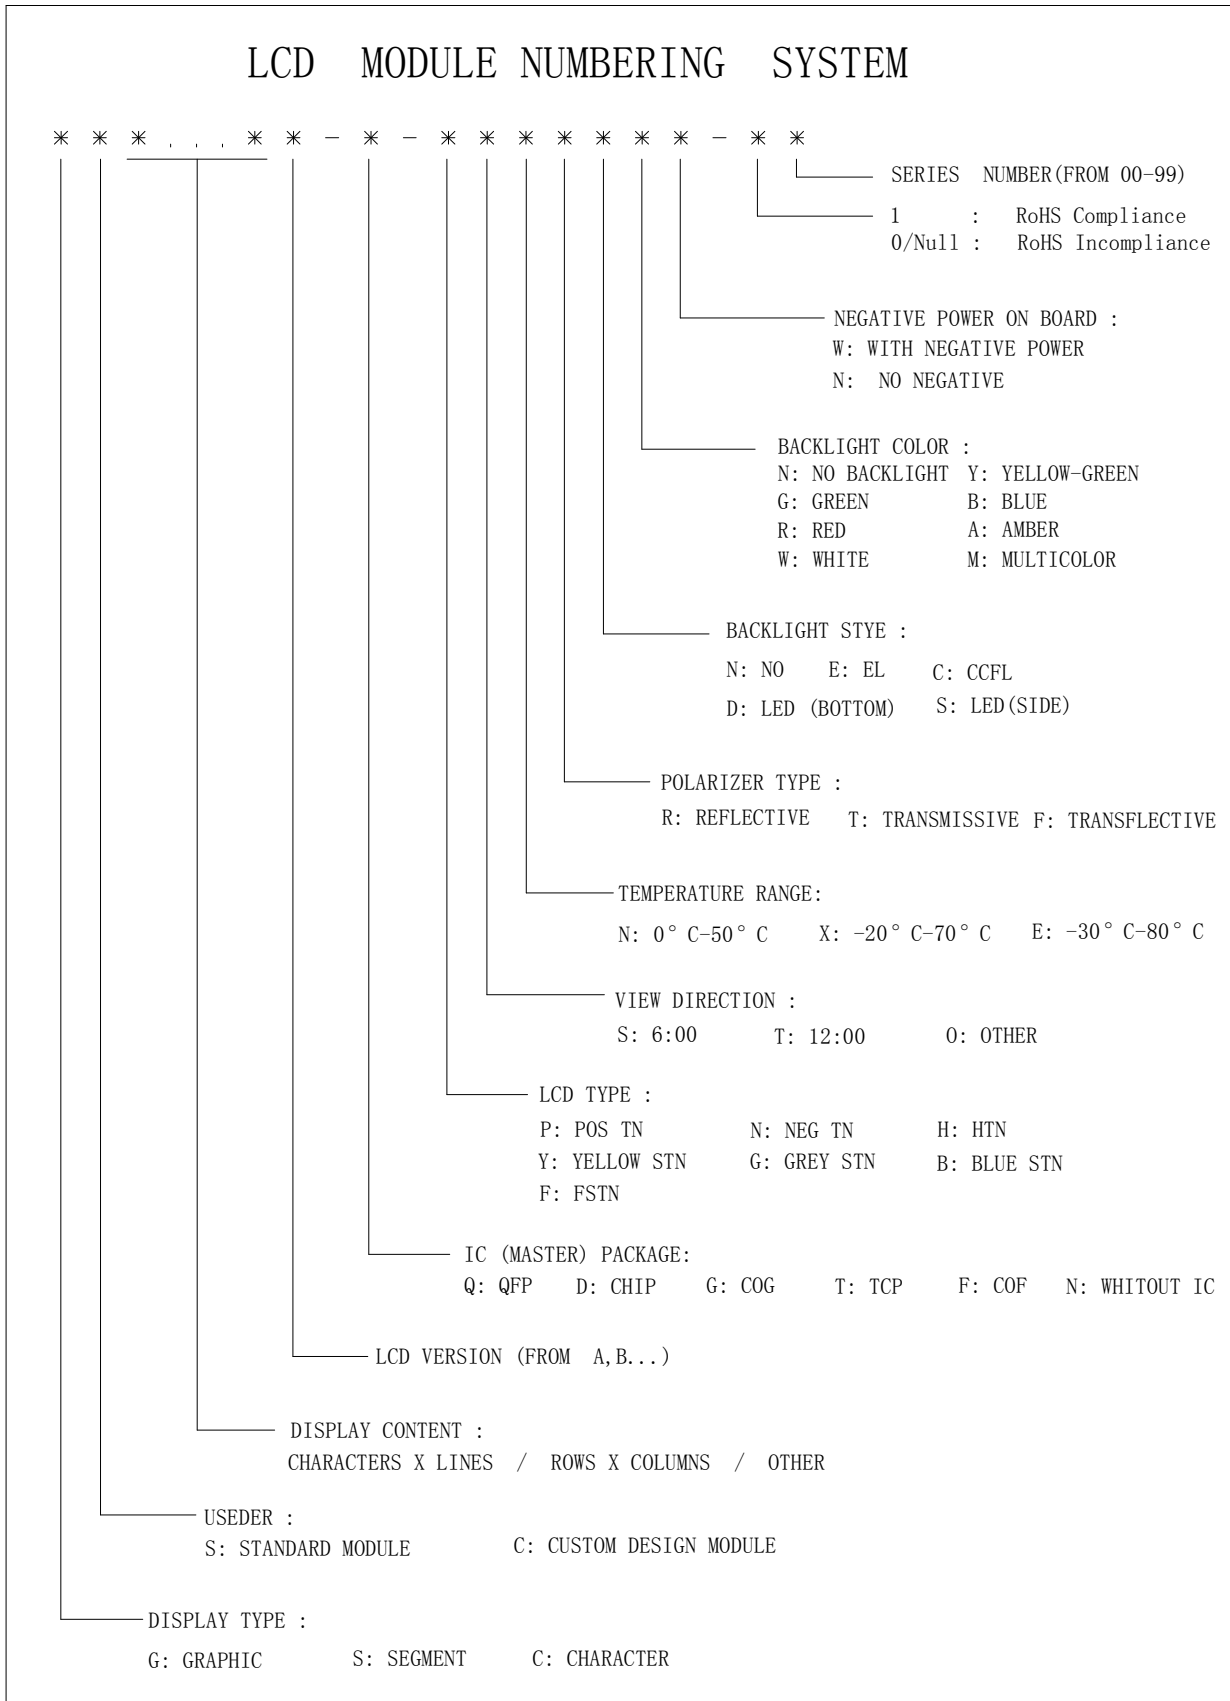 LCD MODULE NUMBERING SYSTEM
* * * . . . * * - * - * * * * * * * - * *
SERIES NUMBER(FROM 00-99)
1 : RoHS Compliance
0/Null : RoHS Incompliance
NEGATIVE POWER ON BOARD :
W: WITH NEGATIVE POWER
N: NO NEGATIVE
BACKLIGHT COLOR :
N: NO BACKLIGHT Y: YELLOW-GREEN
G: GREEN B: BLUE
R: RED A: AMBER
W: WHITE M: MULTICOLOR
BACKLIGHT STYE :
N: NO E: EL C: CCFL
D: LED (BOTTOM) S: LED(SIDE)
POLARIZER TYPE :
R: REFLECTIVE T: TRANSMISSIVE F: TRANSFLECTIVE
TEMPERATURE RANGE:
N: 0° C-50° C X: -20° C-70° C E: -30° C-80° C
VIEW DIRECTION :
S: 6:00 T: 12:00 O: OTHER
LCD TYPE :
P: POS TN N: NEG TN H: HTN
Y: YELLOW STN G: GREY STN B: BLUE STN
F: FSTN
IC (MASTER) PACKAGE:
Q: QFP D: CHIP G: COG T: TCP F: COF N: WHITOUT IC
LCD VERSION (FROM A,B...)
DISPLAY CONTENT :
CHARACTERS X LINES / ROWS X COLUMNS / OTHER
USEDER :
S: STANDARD MODULE C: CUSTOM DESIGN MODULE
DISPLAY TYPE :
G: GRAPHIC S: SEGMENT C: CHARACTER